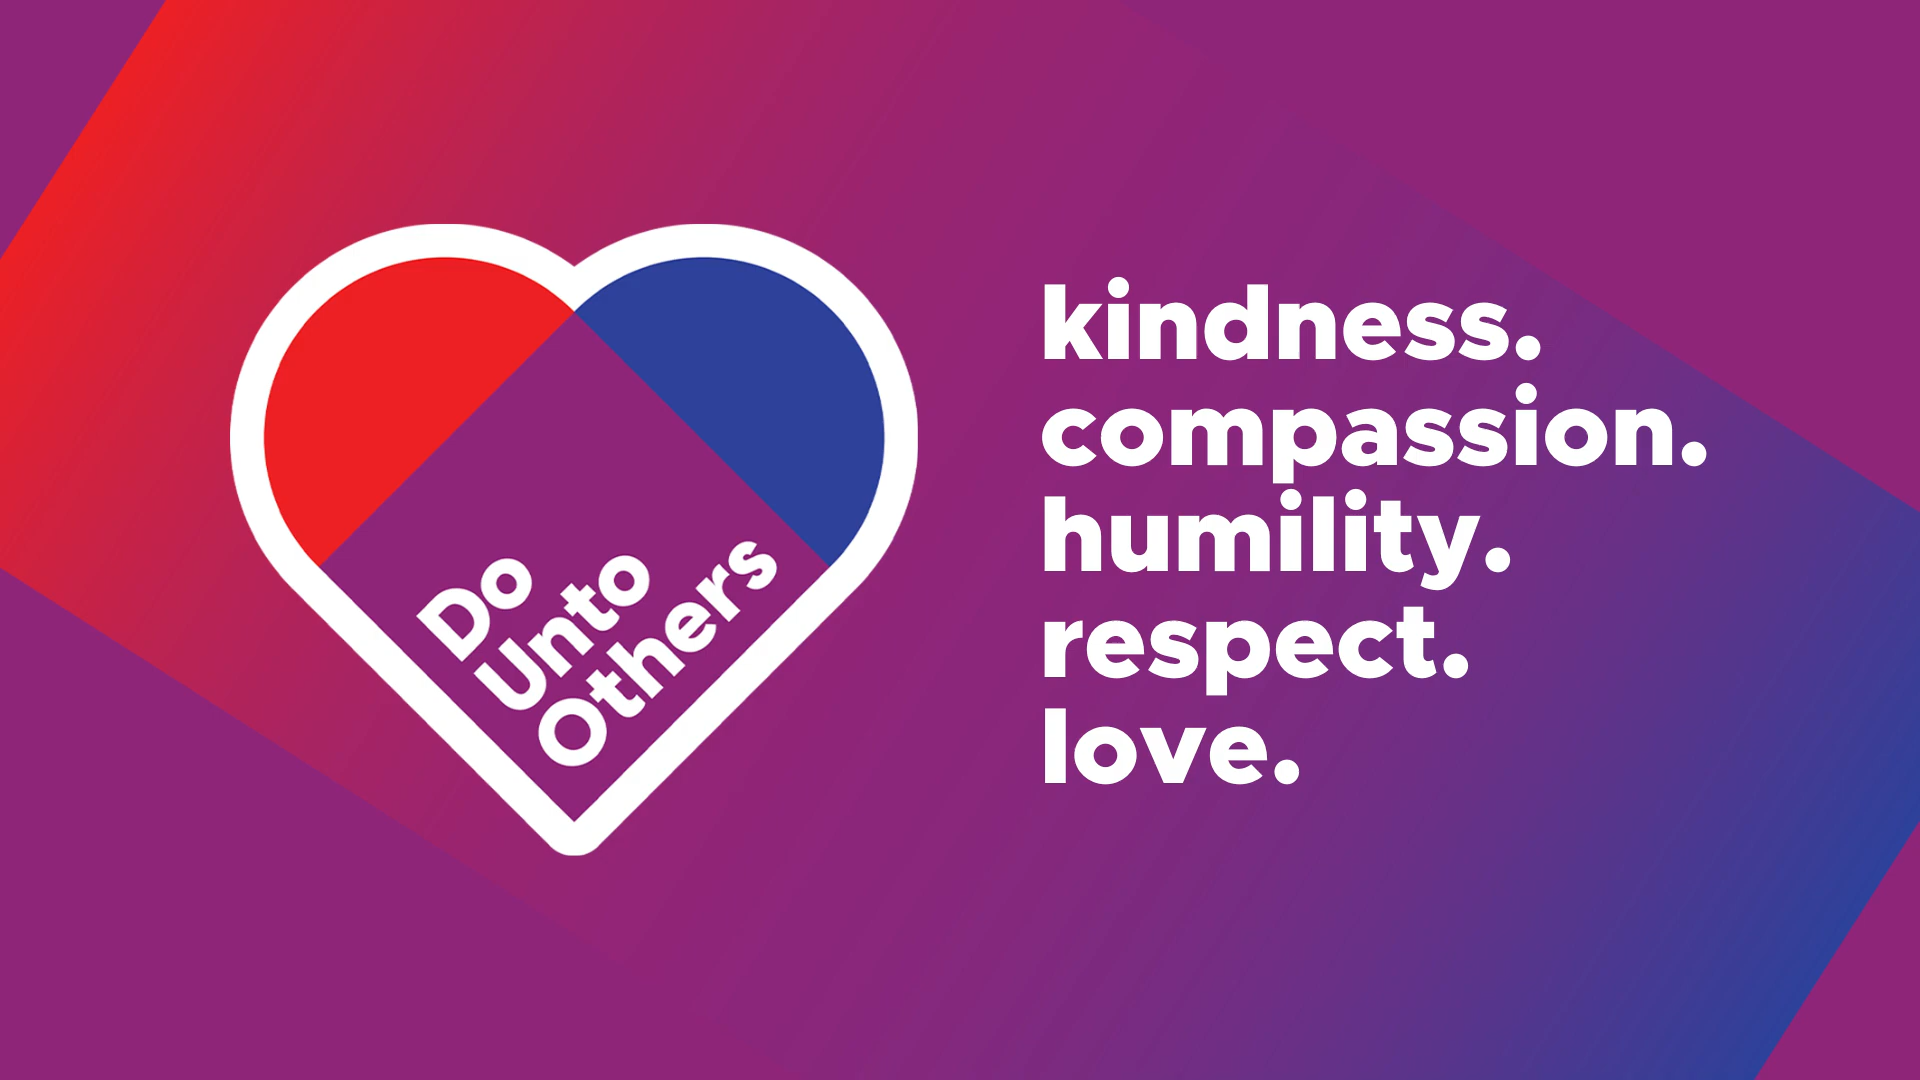 Do
Unto
Others
kindness.
compassion.
humility.
respect.
love.